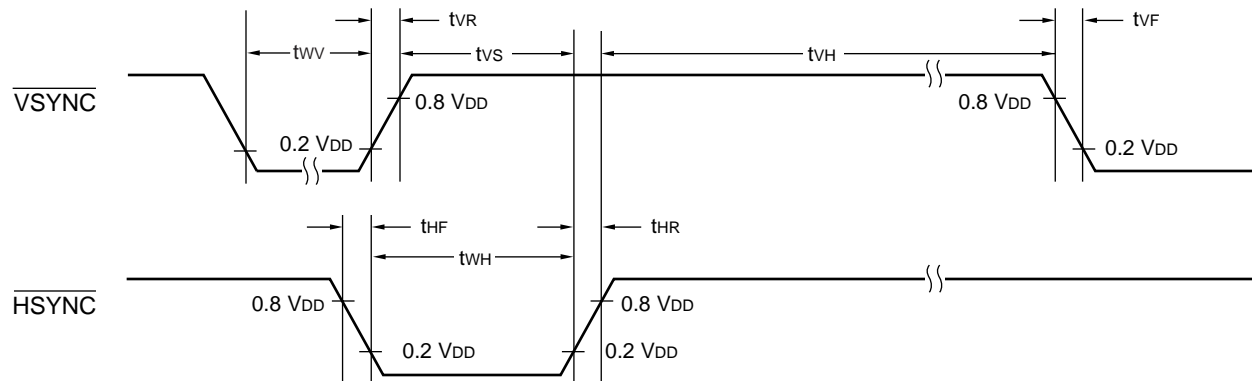 tVR
tVF
tWV
tVS
tVH
VSYNC
0.8 VDD
0.8 VDD
0.2 VDD
0.2 VDD
tHF
tHR
tWH
HSYNC
0.8 VDD
0.8 VDD
0.2 VDD
0.2 VDD